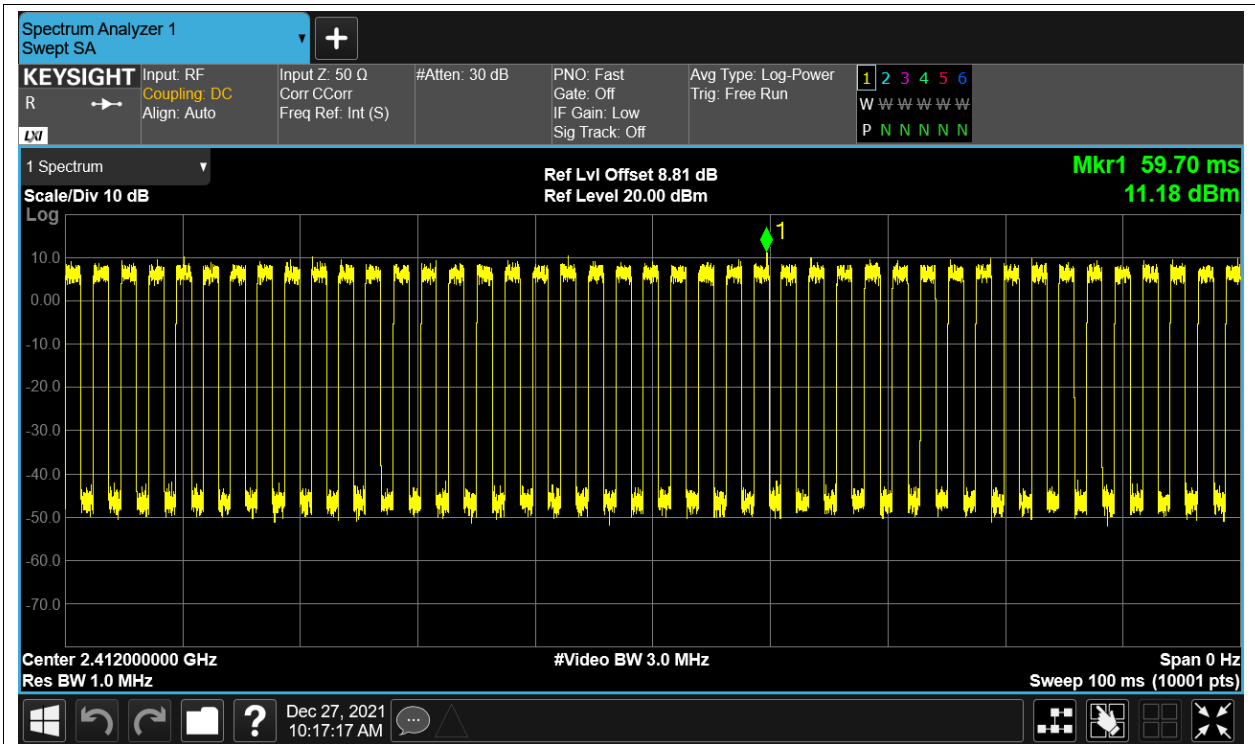 Spectrum Analyzer 1
Swept SA
KEYSIGHT
R
LXI
Input: RF
Coupling: DC
Align: Auto
Input Z: 50 Ω
Corr CCorr
Freq Ref: Int (S)
#Atten: 30 dB
PNO: Fast
Gate: Off
IF Gain: Low
Sig Track: Off
Avg Type: Log-Power
Trig: Free Run
1 2 3 4 5 6
W W W W W W
P N N N N N
1 Spectrum
Scale/Div 10 dB
Ref Lvl Offset 8.81 dB
Ref Level 20.00 dBm
Mkr1 59.70 ms
11.18 dBm
Log
1
10.0
0.00
-10.0
-20.0
-30.0
-40.0
-50.0
-60.0
-70.0
Center 2.412000000 GHz
Res BW 1.0 MHz
#Video BW 3.0 MHz
Span 0 Hz
Sweep 100 ms (10001 pts)
?
Dec 27, 2021
10:17:17 AM